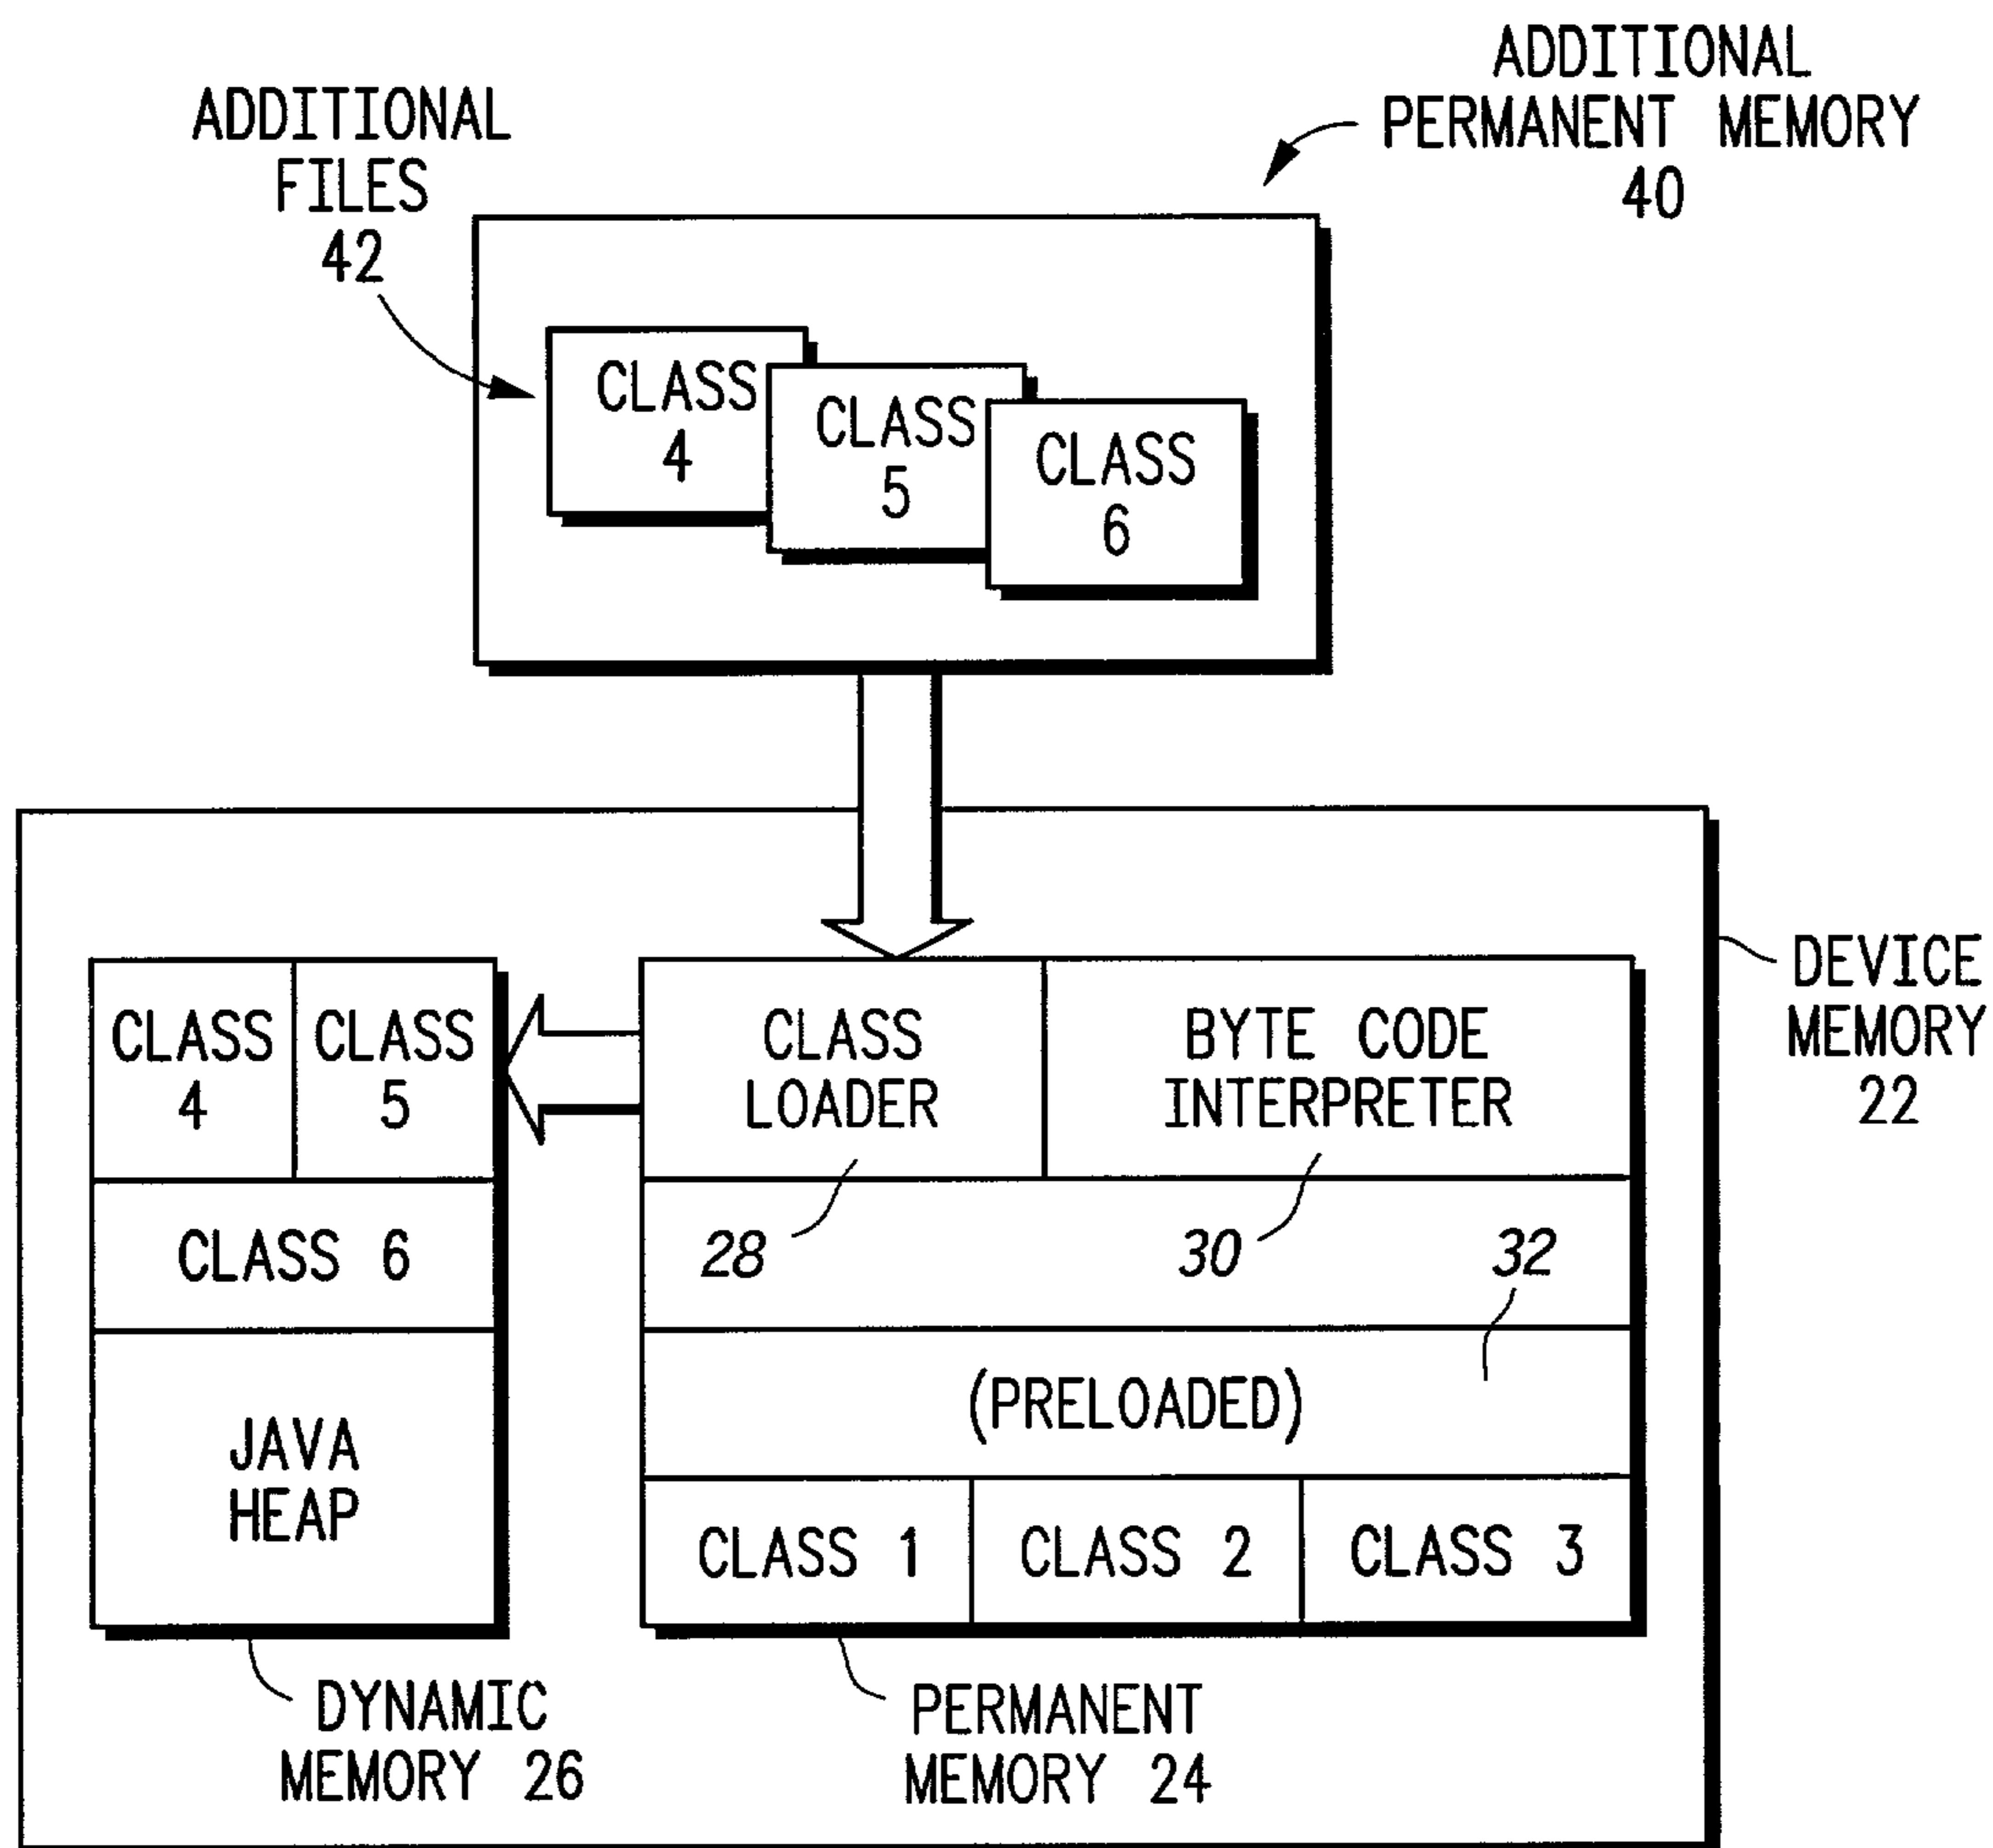 ADDITIONAL
PERMANENT MEMORY
40
ADDITIONAL
FILES
42
CLASS
4
CLASS
5
CLASS
6
DEVICE
MEMORY
22
CLASS
4
CLASS
5
CLASS 6
JAVA
HEAP
CLASS
LOADER
BYTE CODE
INTERPRETER
28
30
32
(PRELOADED)
CLASS 1
CLASS 2
CLASS 3
DYNAMIC
MEMORY 26
PERMANENT
MEMORY 24